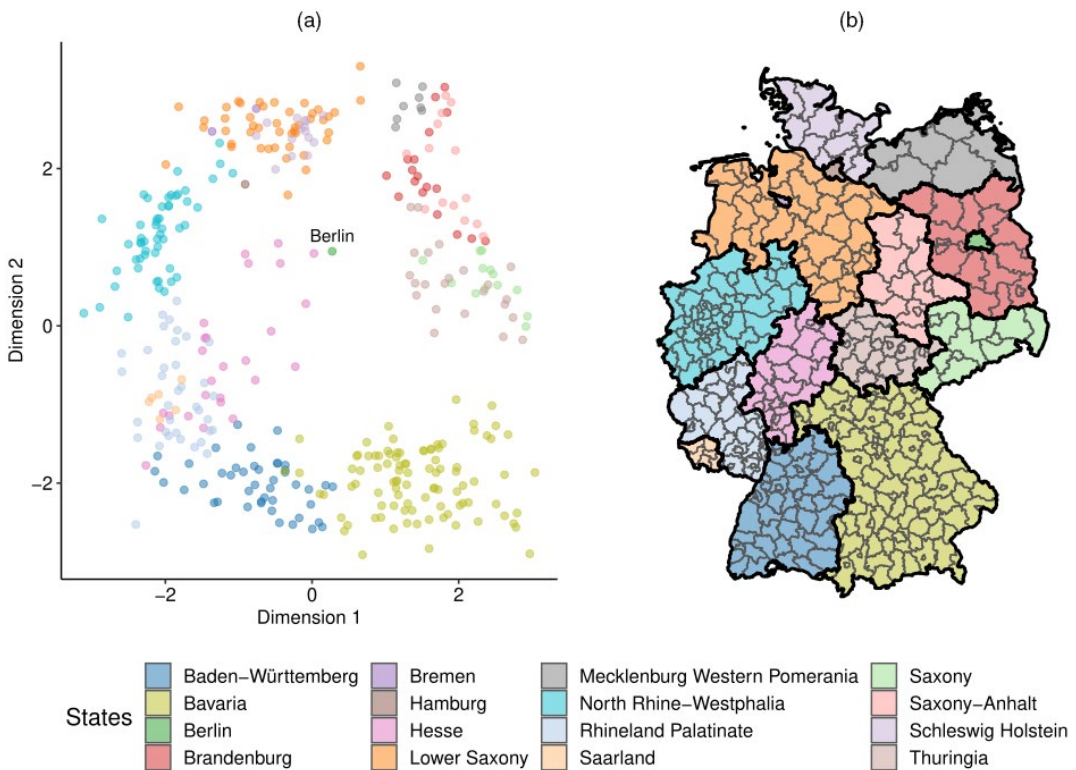 (a)
(b)
Dimension 2
2
0
−2
Berlin
−2
0
2
Dimension 1
States
Baden−Württemberg
Bavaria
Berlin
Brandenburg
Bremen
Hamburg
Hesse
Lower Saxony
Mecklenburg Western Pomerania
North Rhine−Westphalia
Rhineland Palatinate
Saarland
Saxony
Saxony−Anhalt
Schleswig Holstein
Thuringia